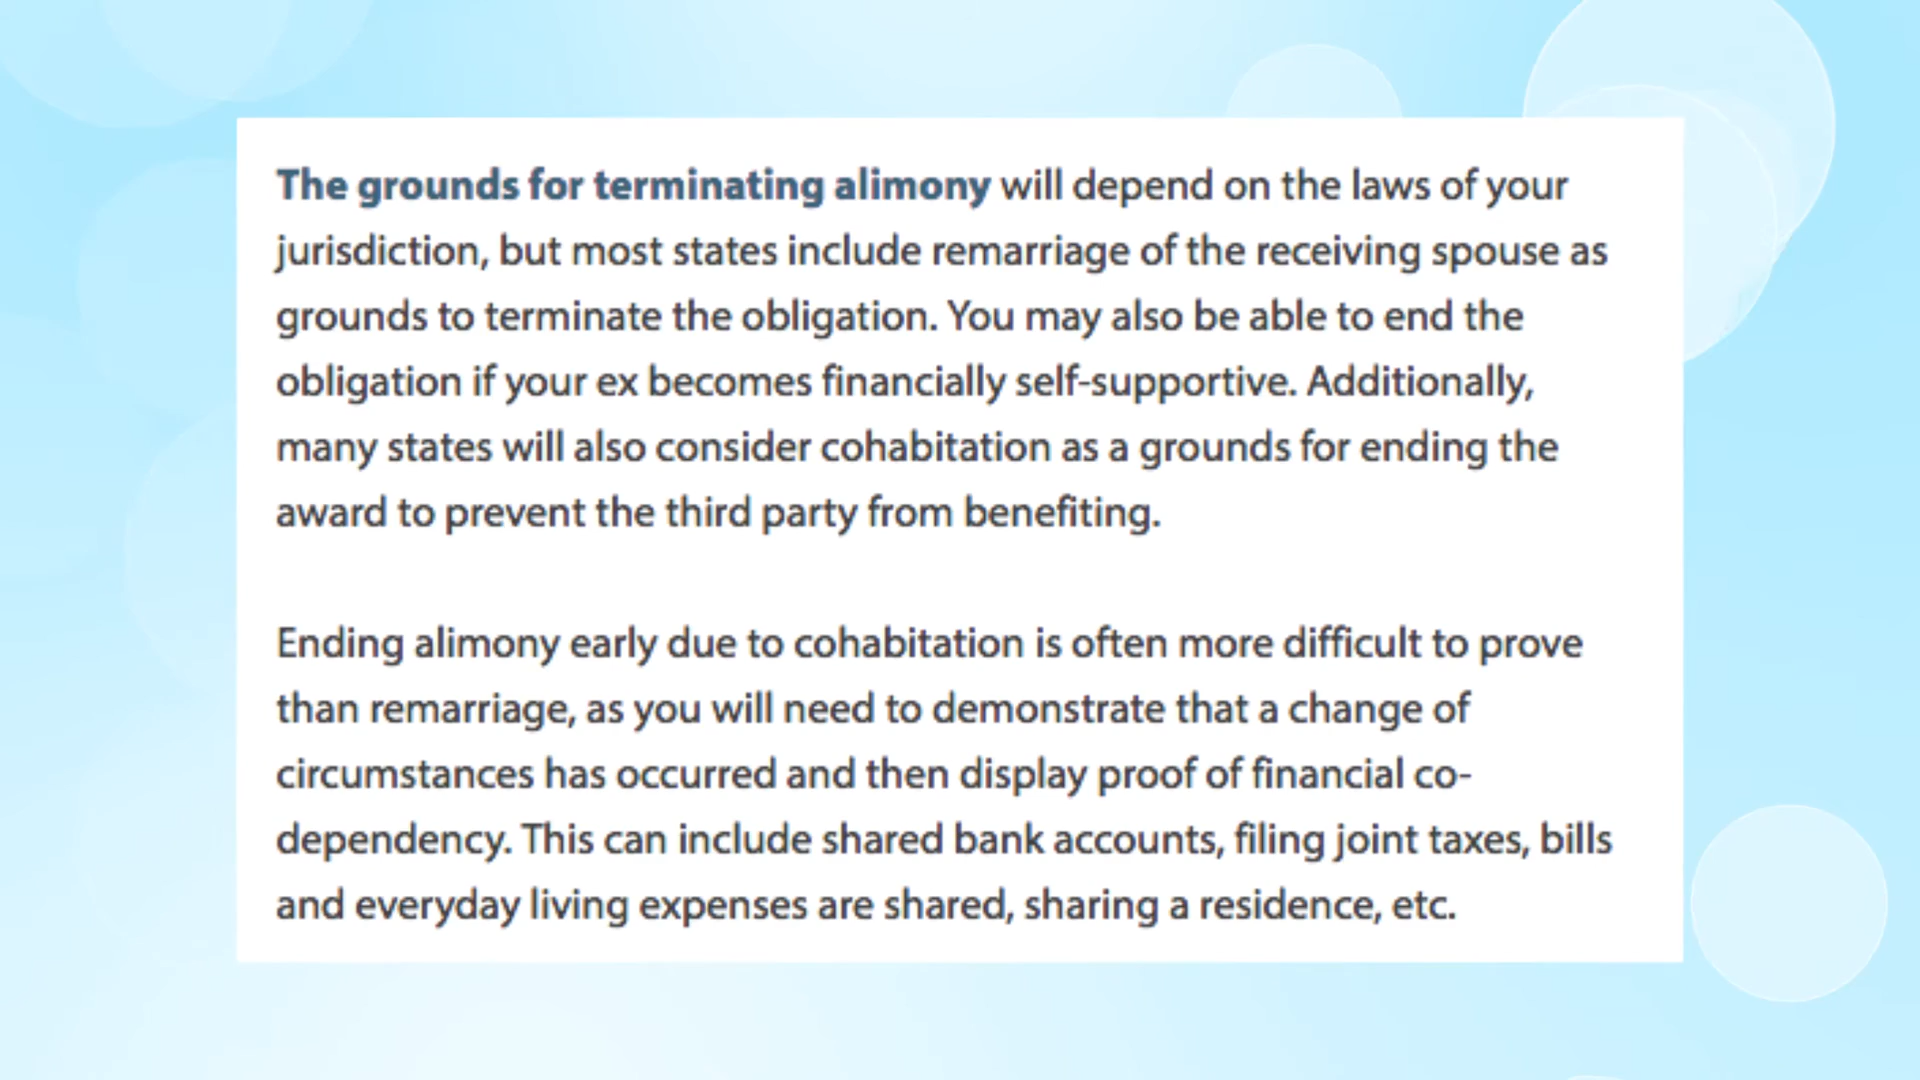 The grounds for terminating alimony will depend on the laws of your
jurisdiction, but most states include remarriage of the receiving spouse as
grounds to terminate the obligation. You may also be able to end the
obligation if your ex becomes financially self-supportive. Additionally,
many states will also consider cohabitation as a grounds for ending the
award to prevent the third party from benefiting.
Ending alimony early due to cohabitation is often more difficult to prove
than remarriage, as you will need to demonstrate that a change of
circumstances has occurred and then display proof of financial co-
dependency. This can include shared bank accounts, filing joint taxes, bills
and everyday living expenses are shared, sharing a residence, etc.